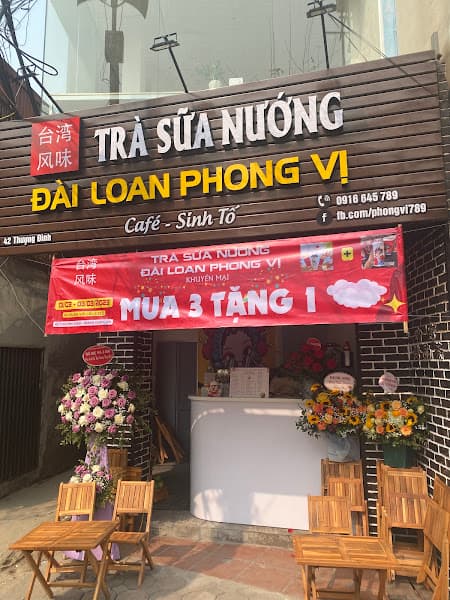 台湾
风味
TRÀ SỮA NƯỚNG
ĐÀI LOAN PHONG VỊ
Café - Sinh Tố
0916 645 789
fb.com/phongvi789
42 Thượng Đình
台湾
风味
TRÀ SỮA NƯỚNG
ĐÀI LOAN PHONG VỊ
KHUYẾN MẠI
MUA 3 TẶNG 1